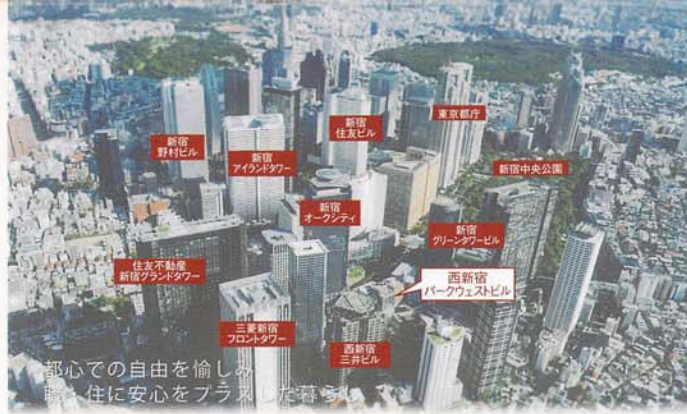 東京都庁
新宿
住友ビル
新宿
野村ビル
新宿
アイランドタワー
新宿中央公園
新宿
オークシティ
新宿
グリーンタワービル
住友不動産
新宿グランドタワー
西新宿
パークウェストビル
三菱新宿
フロントタワー
西新宿
三井ビル
都心での自由を愉しみ
職・住に安心をプラスした暮らし